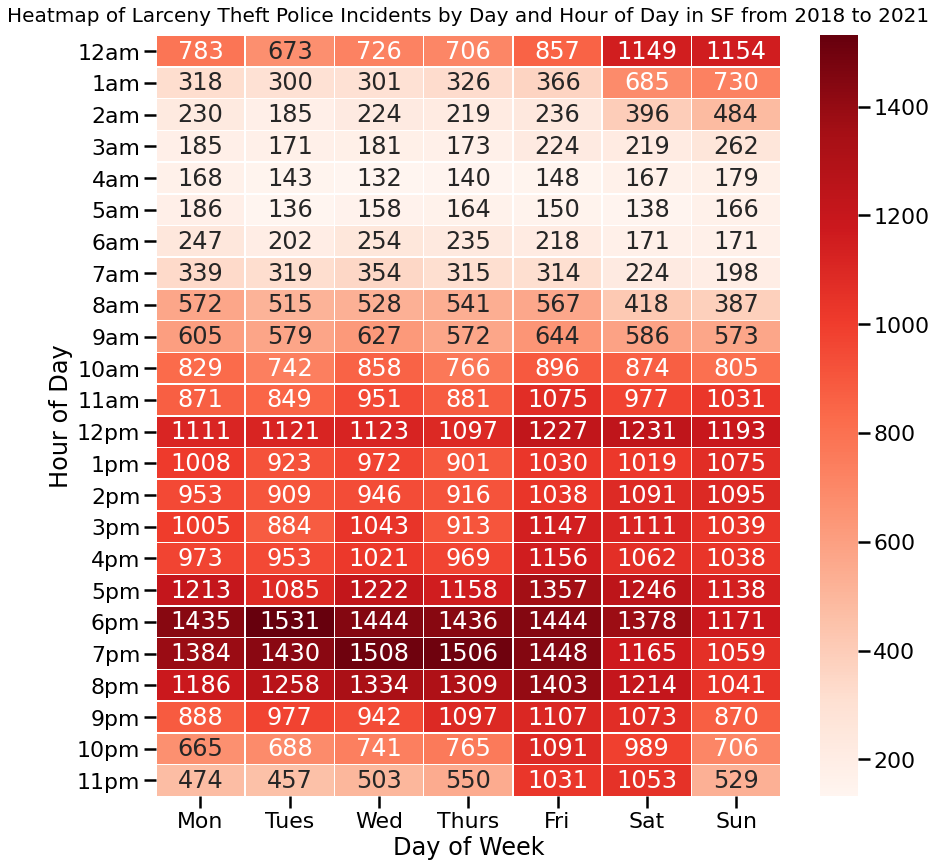 Heatmap of Larceny Theft Police Incidents by Day and Hour of Day in SF from 2018 to 2021
12am 783 673 726 706 857 1149 1154
1am 318 300 301 326 366 685 730
2am 230 185 224 219 236 396 484
3am 185 171 181 173 224 219 262
4am 168 143 132 140 148 167 179
5am 186 136 158 164 150 138 166
6am 247 202 254 235 218 171 171
7am 339 319 354 315 314 224 198
8am 572 515 528 541 567 418 387
9am 605 579 627 572 644 586 573
10am 829 742 858 766 896 874 805
11am 871 849 951 881 1075 977 1031
12pm 1111 1121 1123 1097 1227 1231 1193
1pm 1008 923 972 901 1030 1019 1075
2pm 953 909 946 916 1038 1091 1095
3pm 1005 884 1043 913 1147 1111 1039
4pm 973 953 1021 969 1156 1062 1038
5pm 1213 1085 1222 1158 1357 1246 1138
6pm 1435 1531 1444 1436 1444 1378 1171
7pm 1384 1430 1508 1506 1448 1165 1059
8pm 1186 1258 1334 1309 1403 1214 1041
9pm 888 977 942 1097 1107 1073 870
10pm 665 688 741 765 1091 989 706
11pm 474 457 503 550 1031 1053 529
Mon Tues Wed Thurs Fri Sat Sun
Day of Week
Hour of Day
1400
1200
1000
800
600
400
200